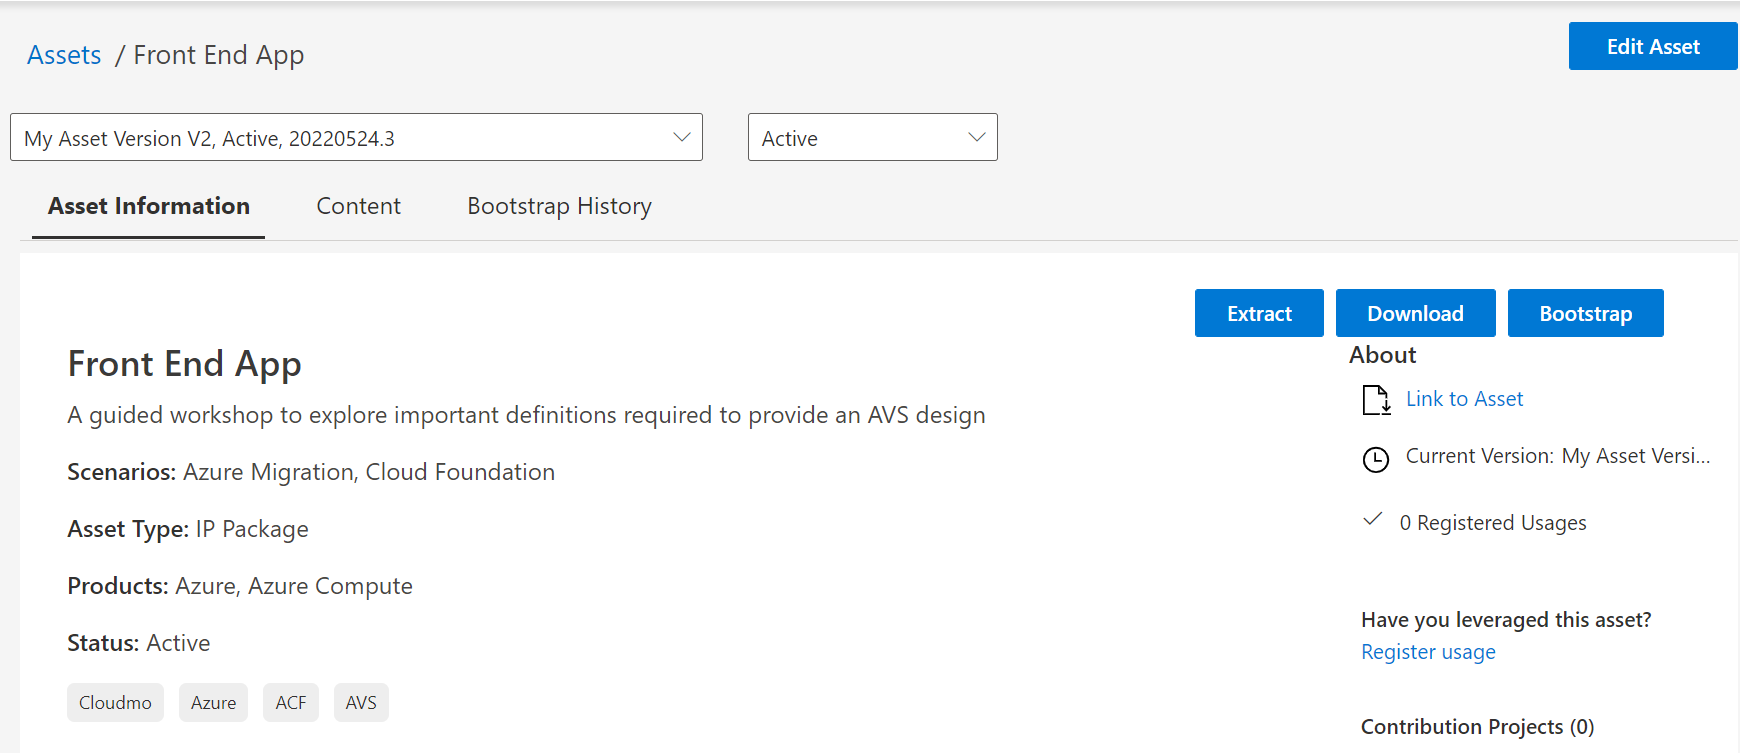 Assets / Front End App
Edit Asset
My Asset Version V2, Active, 20220524.3
Active
Asset Information
Content
Bootstrap History
Extract
Download
Bootstrap
Front End App
A guided workshop to explore important definitions required to provide an AVS design
Scenarios: Azure Migration, Cloud Foundation
Asset Type: IP Package
Products: Azure, Azure Compute
Status: Active
Cloudmo
Azure
ACF
AVS
About
Link to Asset
Current Version: My Asset Versi...
0 Registered Usages
Have you leveraged this asset?
Register usage
Contribution Projects (0)